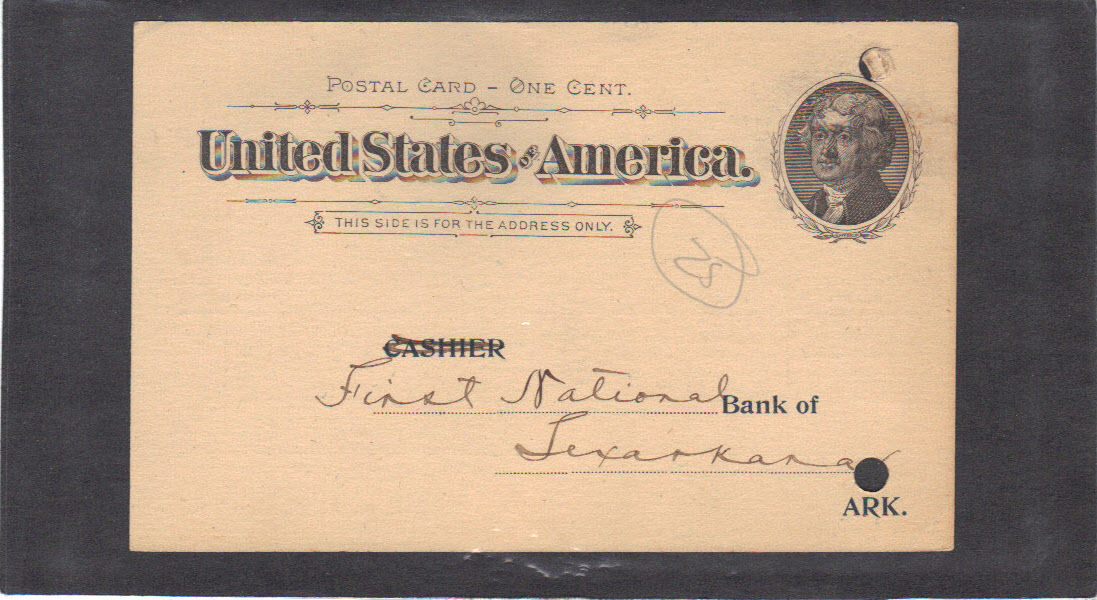 POSTAL CARD – ONE CENT.
United States OF America.
THIS SIDE IS FOR THE ADDRESS ONLY.
CASHIER
First National Bank of
Texarkana
ARK.